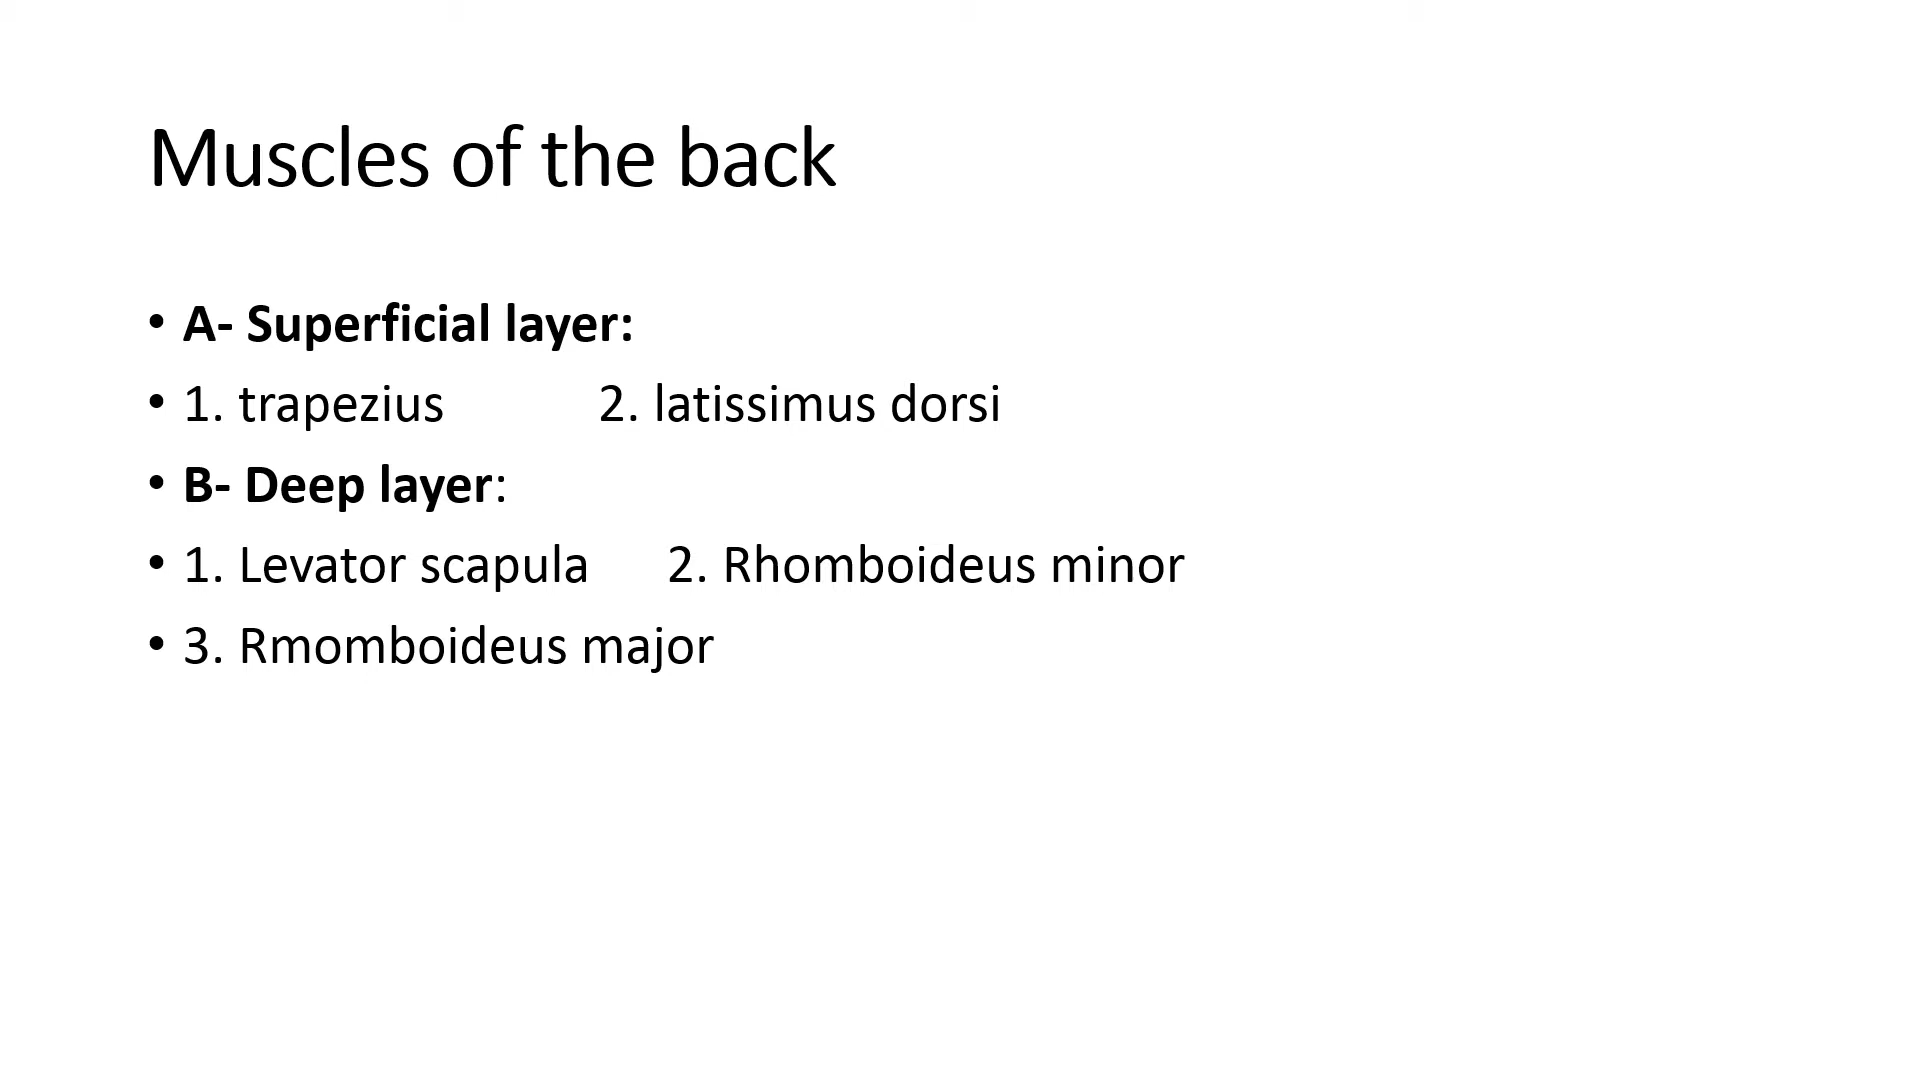 Muscles of the back
• A- Superficial layer:
• 1. trapezius 2. latissimus dorsi
• B- Deep layer:
• 1. Levator scapula 2. Rhomboideus minor
• 3. Rmomboideus major